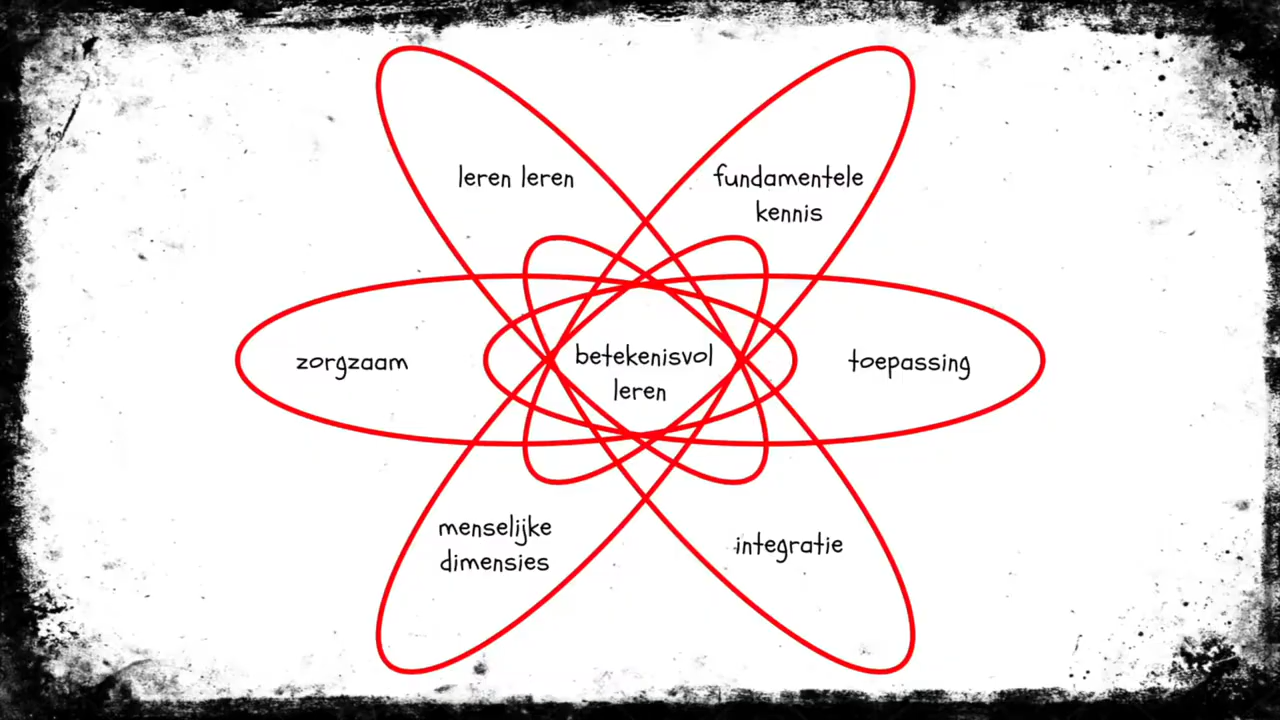 leren leren
fundamentele
kennis
zorgzaam
betekenisvol
leren
toepassing
menselijke
dimensies
integratie